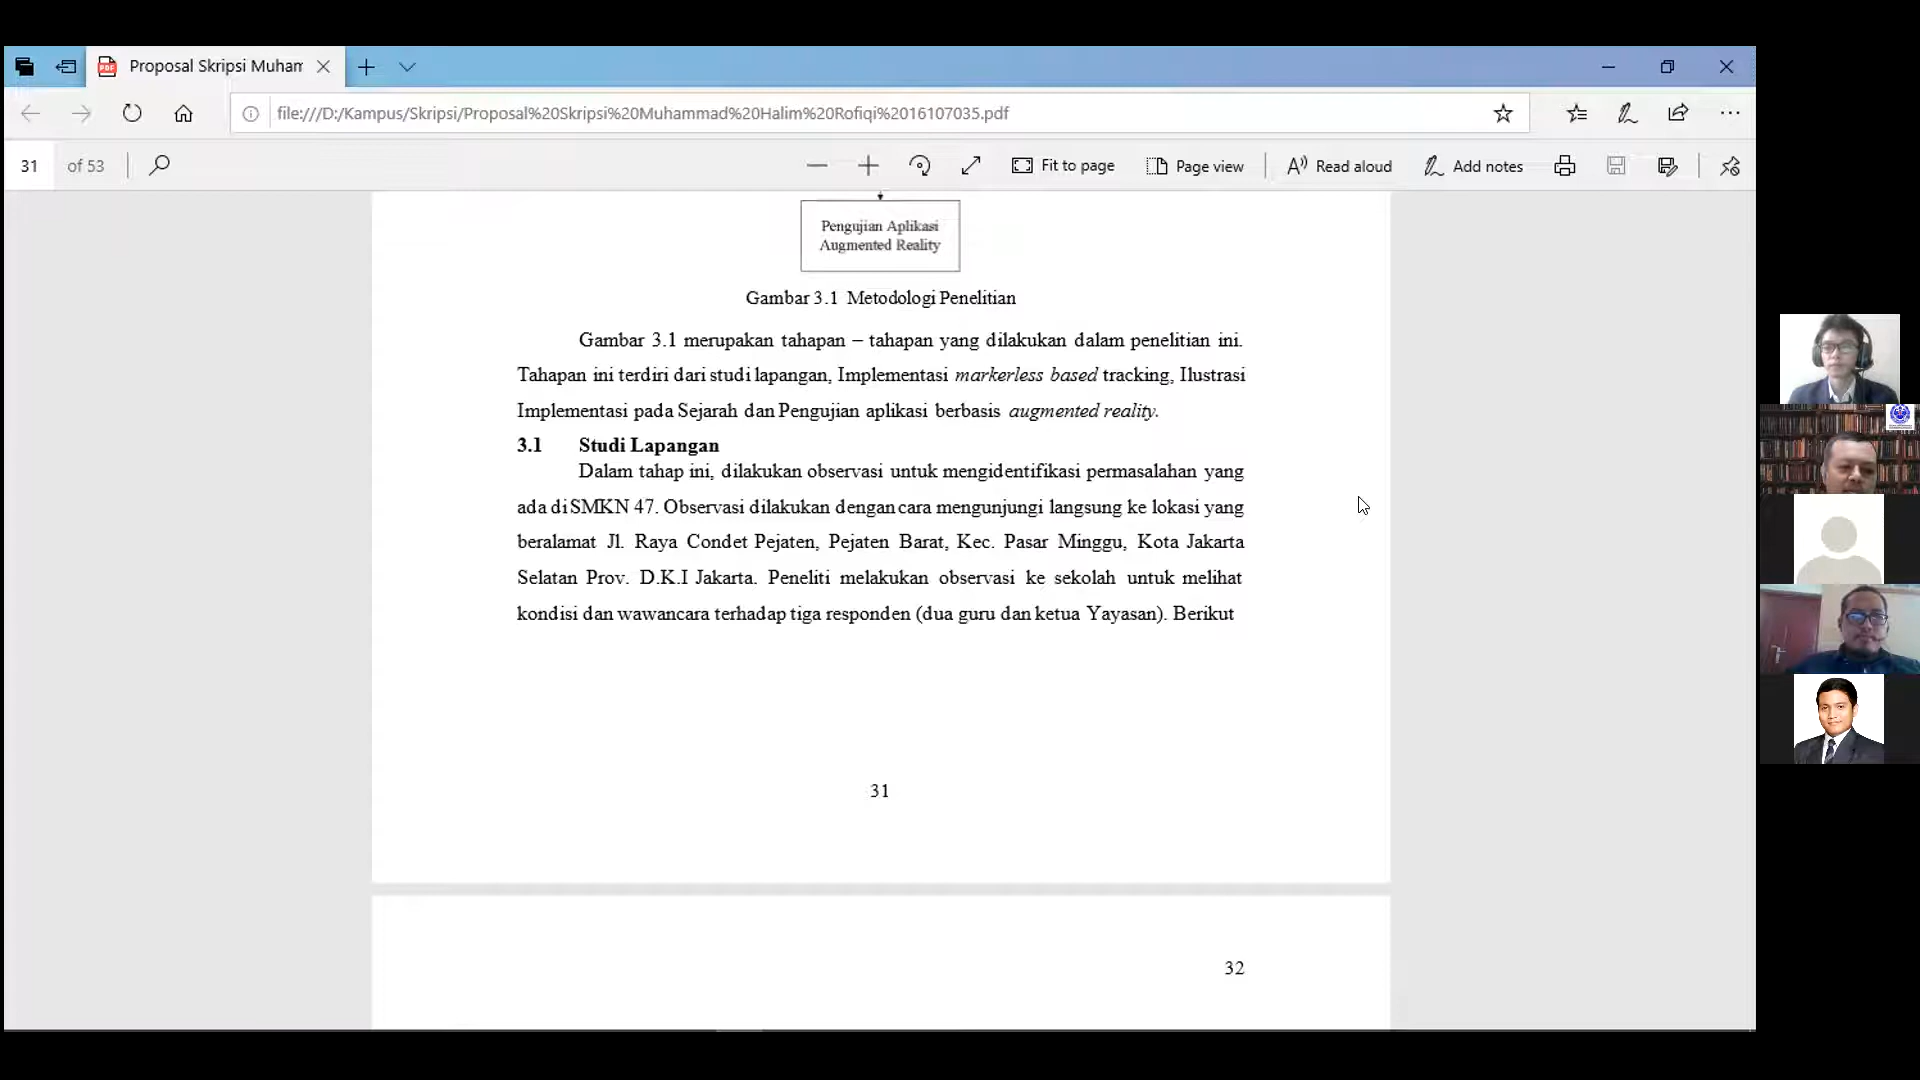 Proposal Skripsi Muham
file:///D:/Kampus/Skripsi/Proposal%20Skripsi%20Muhammad%20Halim%20Rofiqi%2016107035.pdf
31 of 53
Fit to page
Page view
Read aloud
Add notes
Pengujian Aplikasi
Augmented Reality
Gambar 3.1 Metodologi Penelitian
Gambar 3.1 merupakan tahapan – tahapan yang dilakukan dalam penelitian ini.
Tahapan ini terdiri dari studi lapangan, Implementasi markerless based tracking, Ilustrasi
Implementasi pada Sejarah dan Pengujian aplikasi berbasis augmented reality.
3.1 Studi Lapangan
Dalam tahap ini, dilakukan observasi untuk mengidentifikasi permasalahan yang
ada di SMKN 47. Observasi dilakukan dengan cara mengunjungi langsung ke lokasi yang
beralamat Jl. Raya Condet Pejaten, Pejaten Barat, Kec. Pasar Minggu, Kota Jakarta
Selatan Prov. D.K.I Jakarta. Peneliti melakukan observasi ke sekolah untuk melihat
kondisi dan wawancara terhadap tiga responden (dua guru dan ketua Yayasan). Berikut
31
32